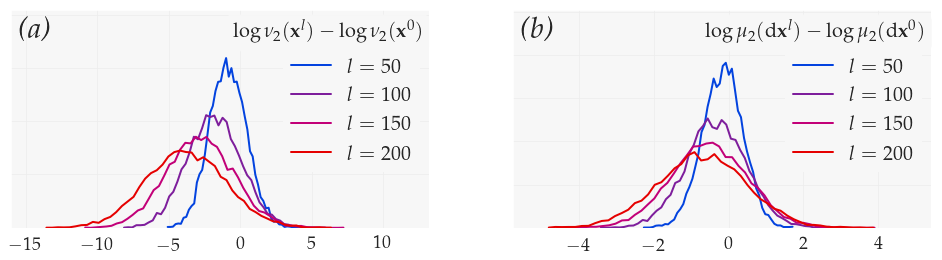 (a) log ν₂(xˡ) − log ν₂(x⁰)
l = 50
l = 100
l = 150
l = 200
−15 −10 −5 0 5 10
(b) log μ₂(dxˡ) − log μ₂(dx⁰)
l = 50
l = 100
l = 150
l = 200
−4 −2 0 2 4